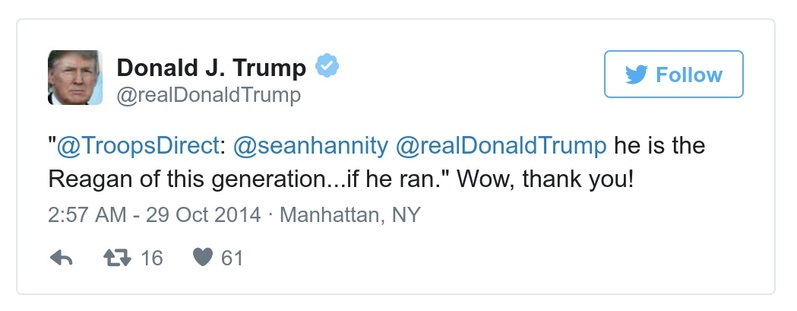 Donald J. Trump
@realDonaldTrump
Follow
"@TroopsDirect: @seanhannity @realDonaldTrump he is the
Reagan of this generation...if he ran." Wow, thank you!
2:57 AM - 29 Oct 2014 · Manhattan, NY
16 61